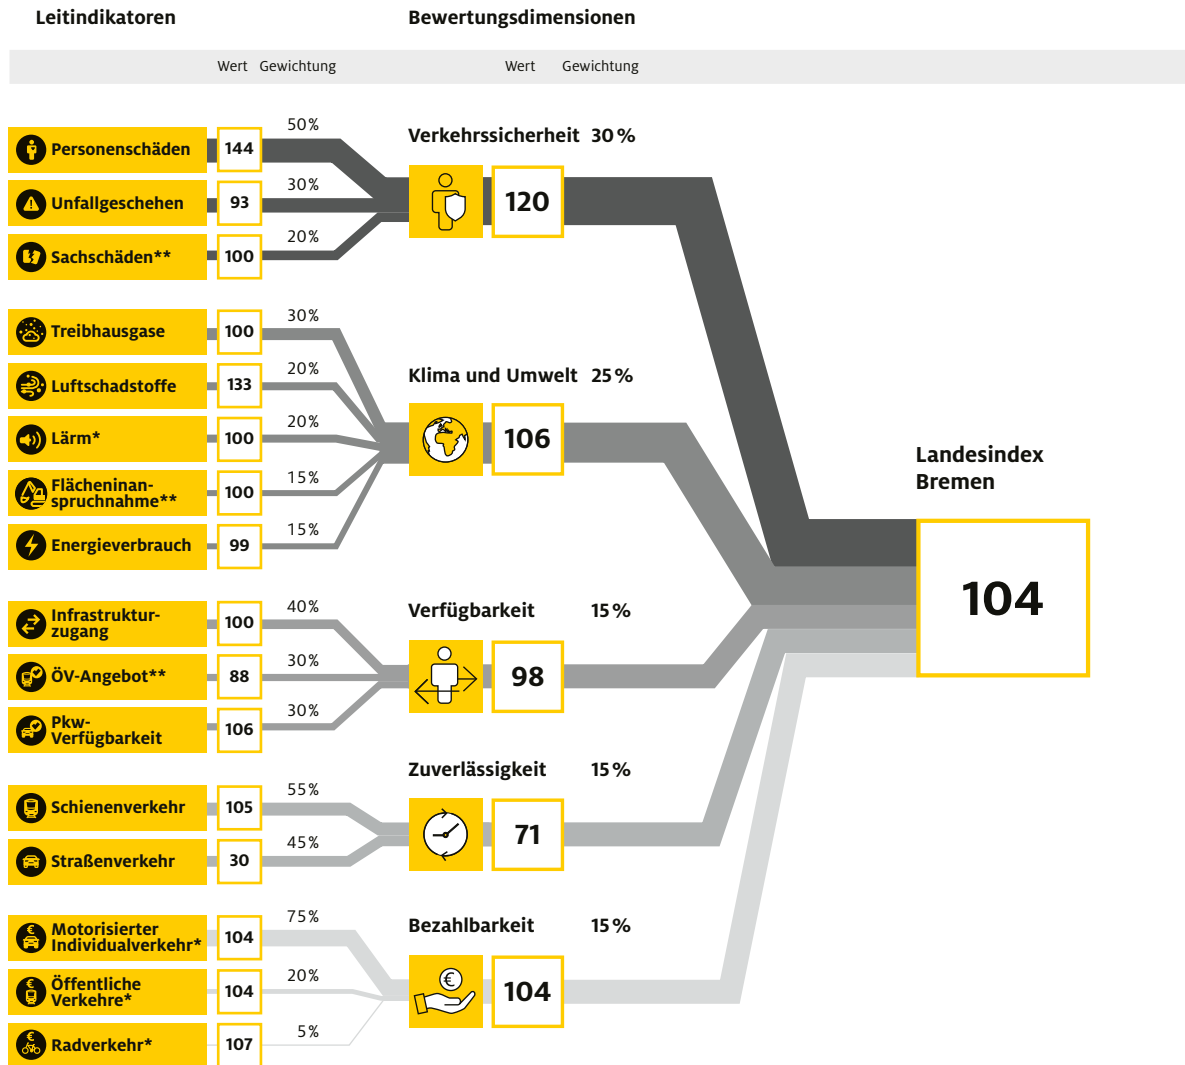 Leitindikatoren
Bewertungsdimensionen
Wert Gewichtung
Wert Gewichtung
Personenschäden 144 50 %
Unfallgeschehen 93 30 %
Sachschäden** 100 20 %
Verkehrssicherheit 30 %
120
Treibhausgase 100 30 %
Luftschadstoffe 133 20 %
Lärm* 100 20 %
Flächeninan-
spruchnahme** 100 15 %
Energieverbrauch 99 15 %
Klima und Umwelt 25 %
106
Infrastruktur-
zugang 100 40 %
ÖV-Angebot** 88 30 %
Pkw-
Verfügbarkeit 106 30 %
Verfügbarkeit 15 %
98
Schienenverkehr 105 55 %
Straßenverkehr 30 45 %
Zuverlässigkeit 15 %
71
Motorisierter
Individualverkehr* 104 75 %
Öffentliche
Verkehre* 104 20 %
Radverkehr* 107 5 %
Bezahlbarkeit 15 %
€
104
Landesindex
Bremen
104